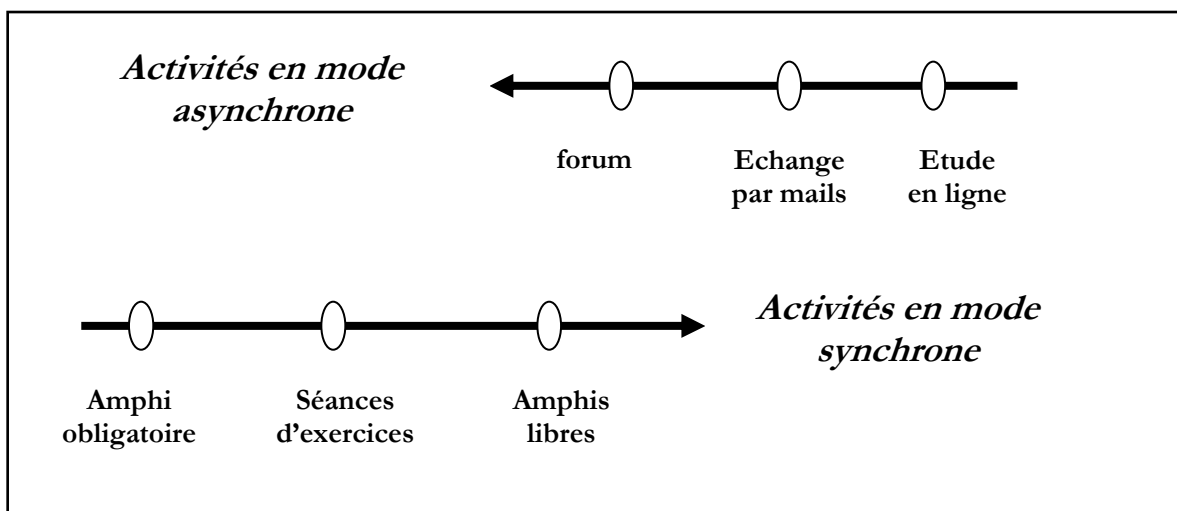 Activités en mode
asynchrone
forum
Echange
par mails
Etude
en ligne
Activités en mode
synchrone
Amphi
obligatoire
Séances
d’exercices
Amphis
libres